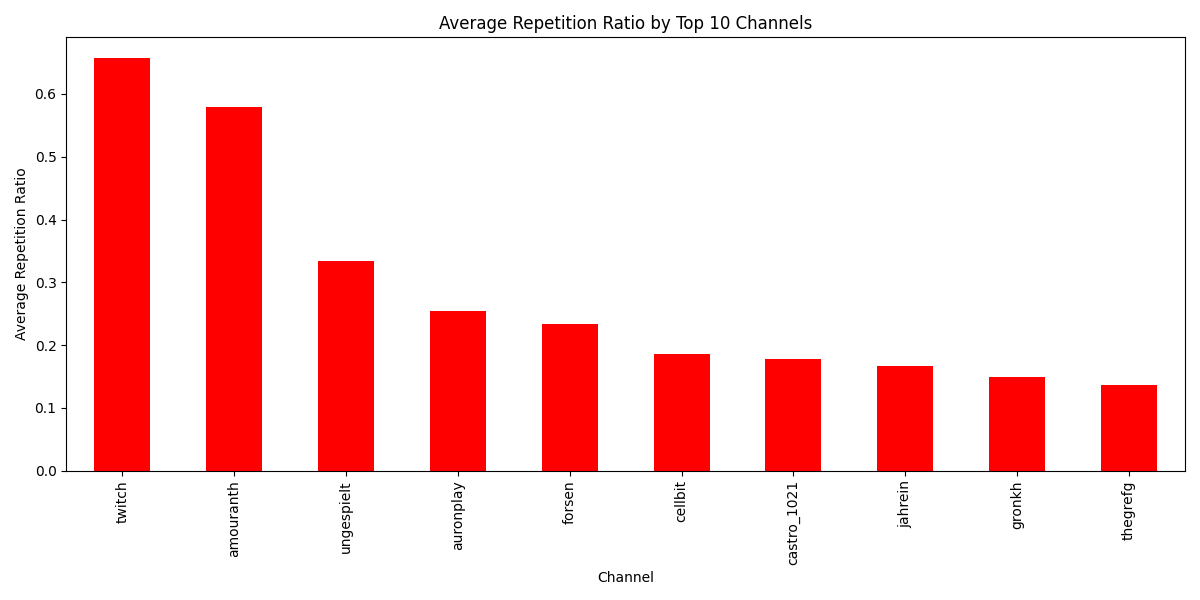 Average Repetition Ratio by Top 10 Channels
Average Repetition Ratio
0.6
0.5
0.4
0.3
0.2
0.1
0.0
twitch
amouranth
ungespielt
auronplay
forsen
cellbit
castro_1021
jahrein
gronkh
thegrefg
Channel